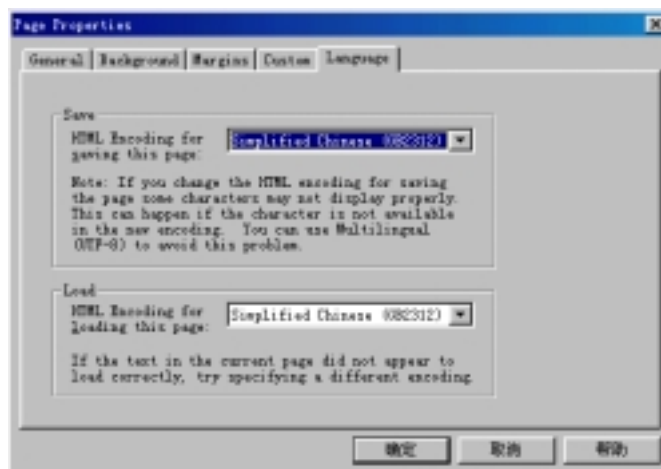 Page Properties
General Background Margins Custom Language
Save
HTML Encoding for
saving this page:
Simplified Chinese (GB2312)
Note: If you change the HTML encoding for saving
the page some characters may not display properly.
This can happen if the character is not available
in the new encoding. You can use Multilingual
(UTP-8) to avoid this problem.
Load
HTML Encoding for
loading this page:
Simplified Chinese (GB2312)
If the text in the current page did not appear to
load correctly, try specifying a different encoding
确定 取消 帮助